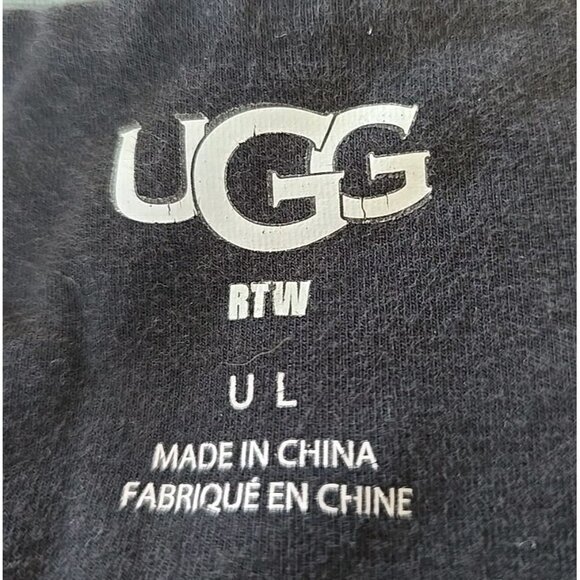 UGG
RTW
U L
MADE IN CHINA
FABRIQUÉ EN CHINE